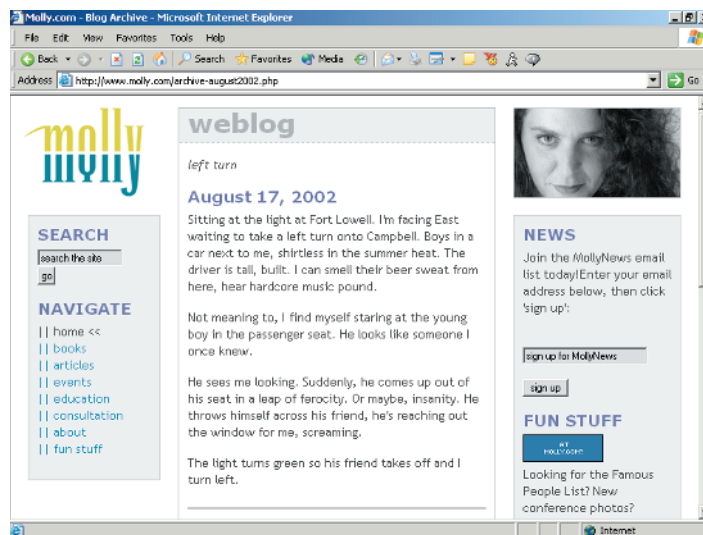 Molly.com - Blog Archive - Microsoft Internet Explorer
File Edit View Favorites Tools Help
Back Search Favorites Media
Address http://www.molly.com/archive-august2002.php Go
molly
SEARCH
search the site
go
NAVIGATE
|| home <<
|| books
|| articles
|| events
|| education
|| consultation
|| about
|| fun stuff
weblog
left turn
August 17, 2002
Sitting at the light at Fort Lowell. I'm facing East
waiting to take a left turn onto Campbell. Boys in a
car next to me, shirtless in the summer heat. The
driver is tall, built. I can smell their beer sweat from
here, hear hardcore music pound.
Not meaning to, I find myself staring at the young
boy in the passenger seat. He looks like someone I
once knew.
He sees me looking. Suddenly, he comes up out of
his seat in a leap of ferocity. Or maybe, insanity. He
throws himself across his friend, he's reaching out
the window for me, screaming.
The light turns green so his friend takes off and I
turn left.
NEWS
Join the MollyNews email
list today!Enter your email
address below, then click
'sign up':
sign up for MollyNews
sign up
FUN STUFF
AT
MOLLY.COM!
Looking for the Famous
People List? New
conference photos?
Internet